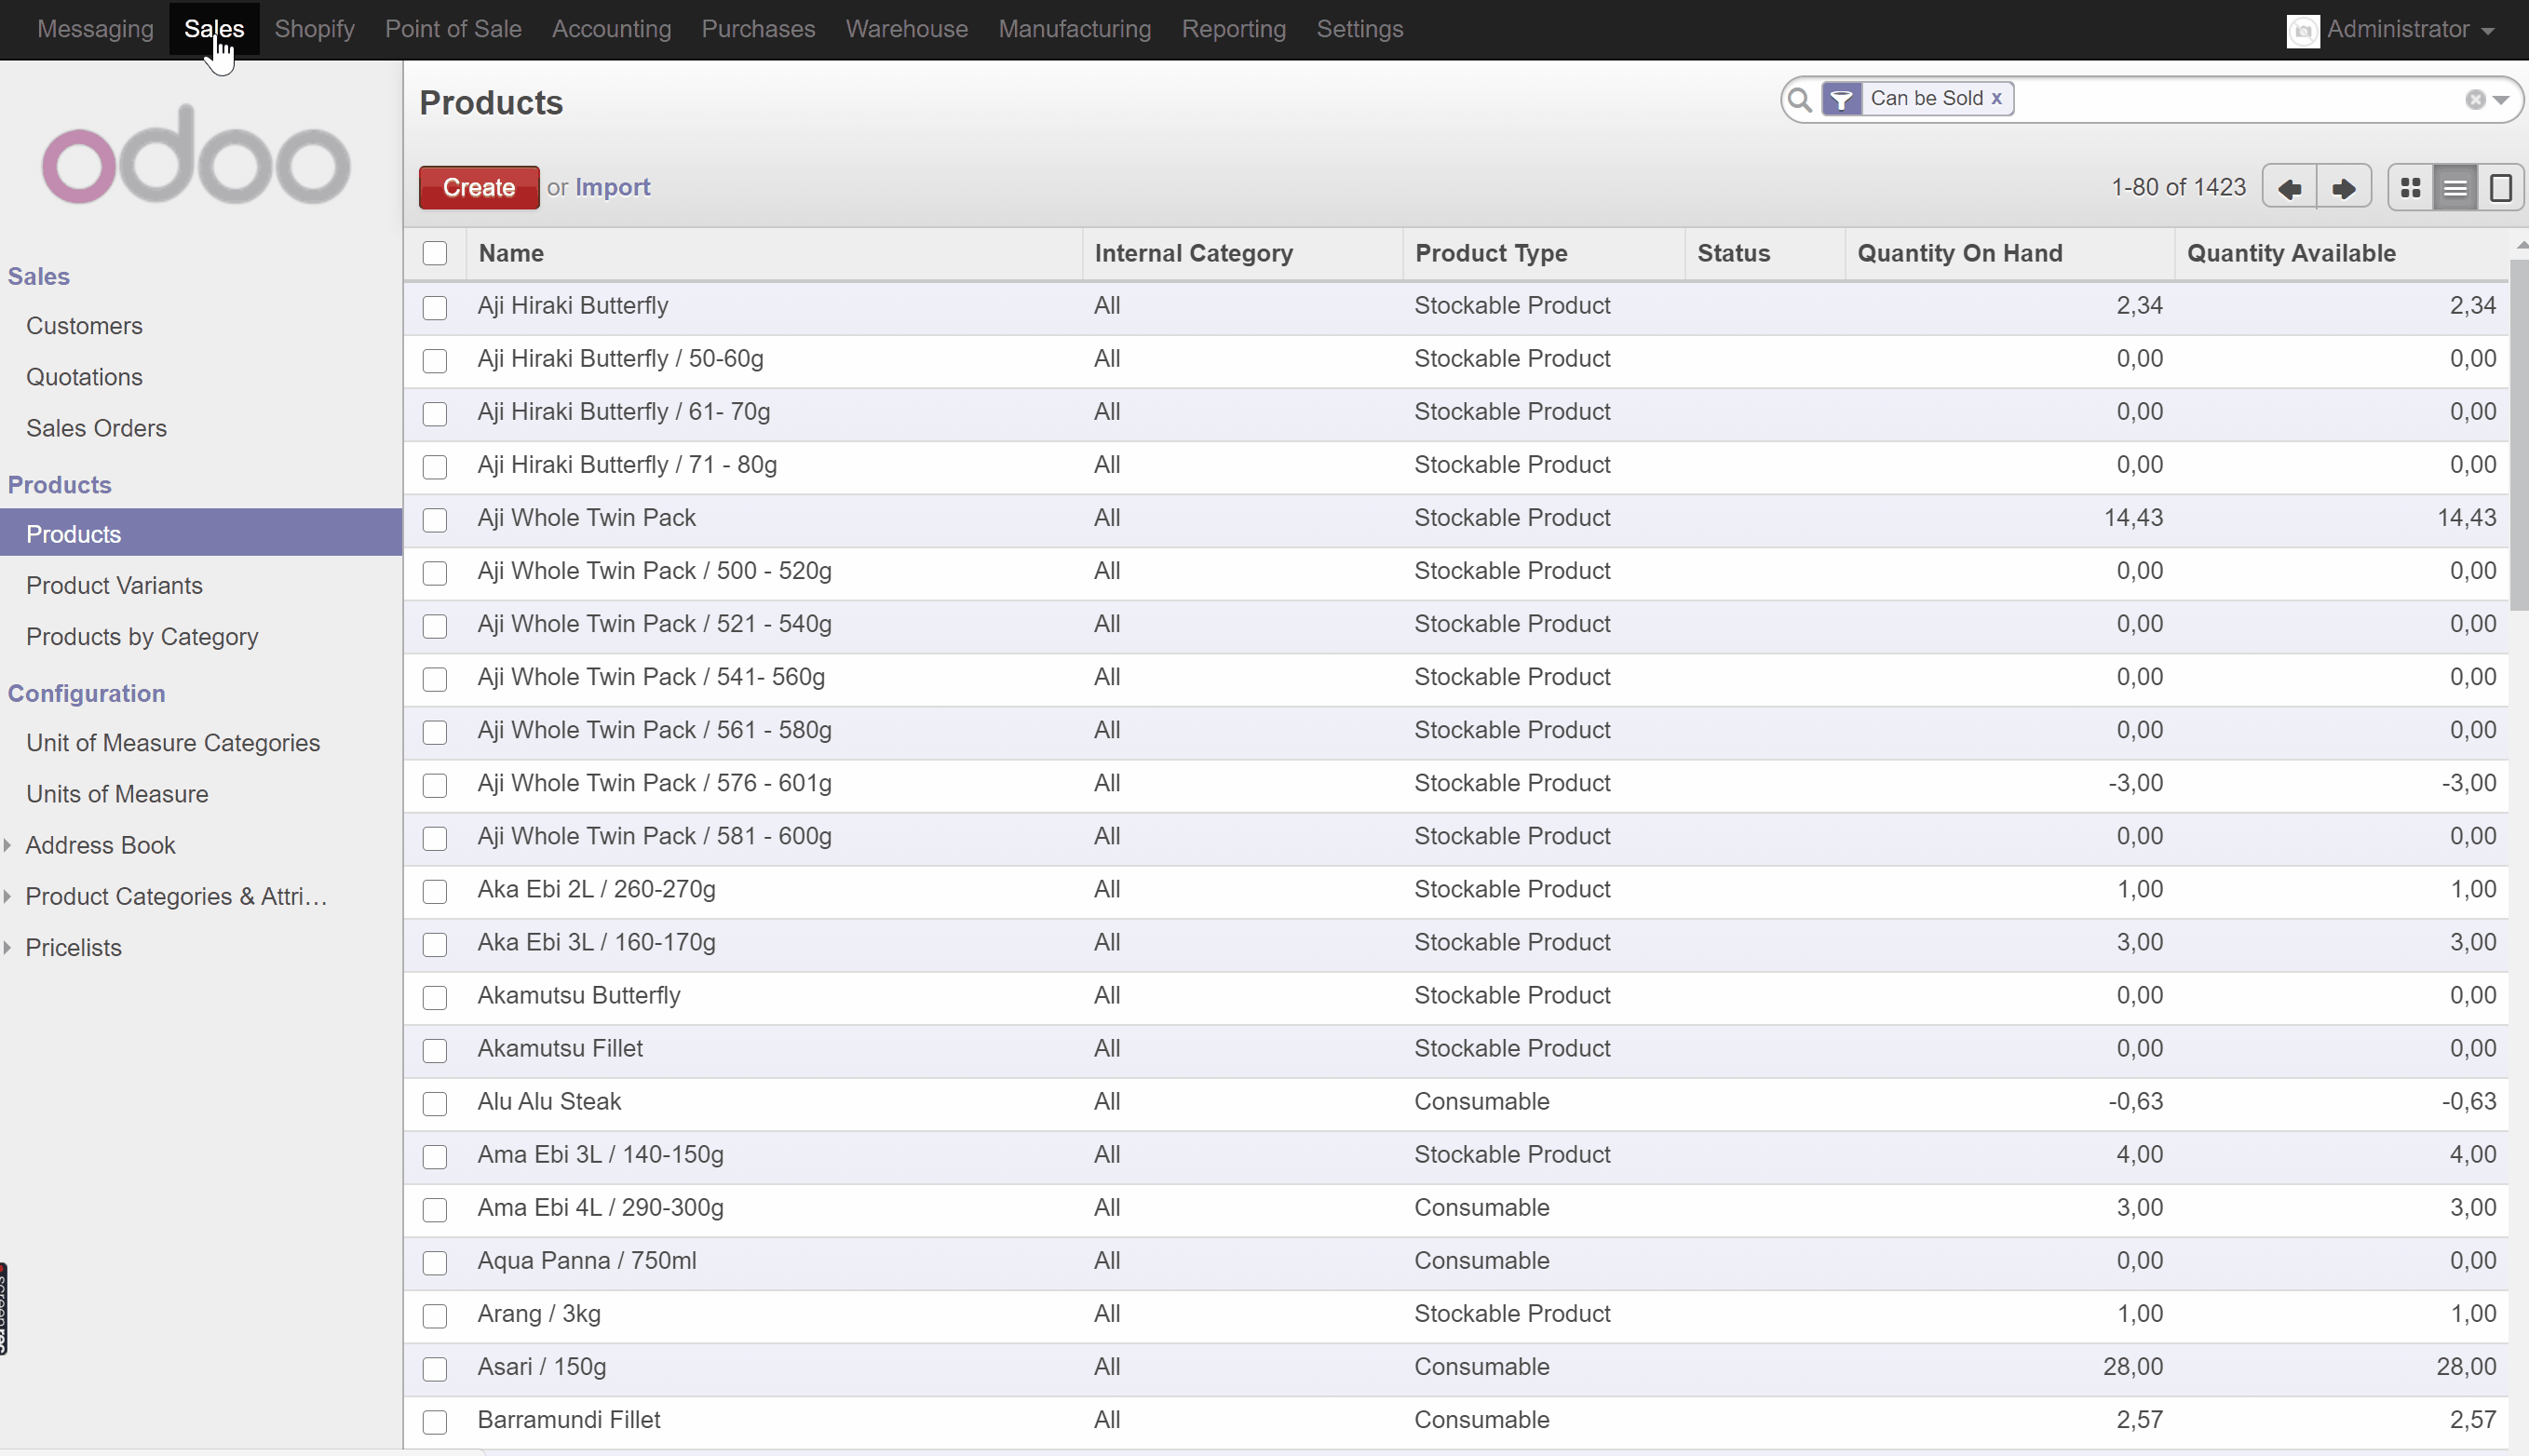 Messaging Sales Shopify Point of Sale Accounting Purchases Warehouse Manufacturing Reporting Settings Administrator
odoo
Sales
Customers
Quotations
Sales Orders
Products
Products
Product Variants
Products by Category
Configuration
Unit of Measure Categories
Units of Measure
Address Book
Product Categories & Attri...
Pricelists
Products
Can be Sold x
Create or Import
1-80 of 1423
Name Internal Category Product Type Status Quantity On Hand Quantity Available
Aji Hiraki Butterfly All Stockable Product 2,34 2,34
Aji Hiraki Butterfly / 50-60g All Stockable Product 0,00 0,00
Aji Hiraki Butterfly / 61- 70g All Stockable Product 0,00 0,00
Aji Hiraki Butterfly / 71 - 80g All Stockable Product 0,00 0,00
Aji Whole Twin Pack All Stockable Product 14,43 14,43
Aji Whole Twin Pack / 500 - 520g All Stockable Product 0,00 0,00
Aji Whole Twin Pack / 521 - 540g All Stockable Product 0,00 0,00
Aji Whole Twin Pack / 541- 560g All Stockable Product 0,00 0,00
Aji Whole Twin Pack / 561 - 580g All Stockable Product 0,00 0,00
Aji Whole Twin Pack / 576 - 601g All Stockable Product -3,00 -3,00
Aji Whole Twin Pack / 581 - 600g All Stockable Product 0,00 0,00
Aka Ebi 2L / 260-270g All Stockable Product 1,00 1,00
Aka Ebi 3L / 160-170g All Stockable Product 3,00 3,00
Akamutsu Butterfly All Stockable Product 0,00 0,00
Akamutsu Fillet All Stockable Product 0,00 0,00
Alu Alu Steak All Consumable -0,63 -0,63
Ama Ebi 3L / 140-150g All Stockable Product 4,00 4,00
Ama Ebi 4L / 290-300g All Consumable 3,00 3,00
Aqua Panna / 750ml All Consumable 0,00 0,00
Arang / 3kg All Stockable Product 1,00 1,00
Asari / 150g All Consumable 28,00 28,00
Barramundi Fillet All Consumable 2,57 2,57